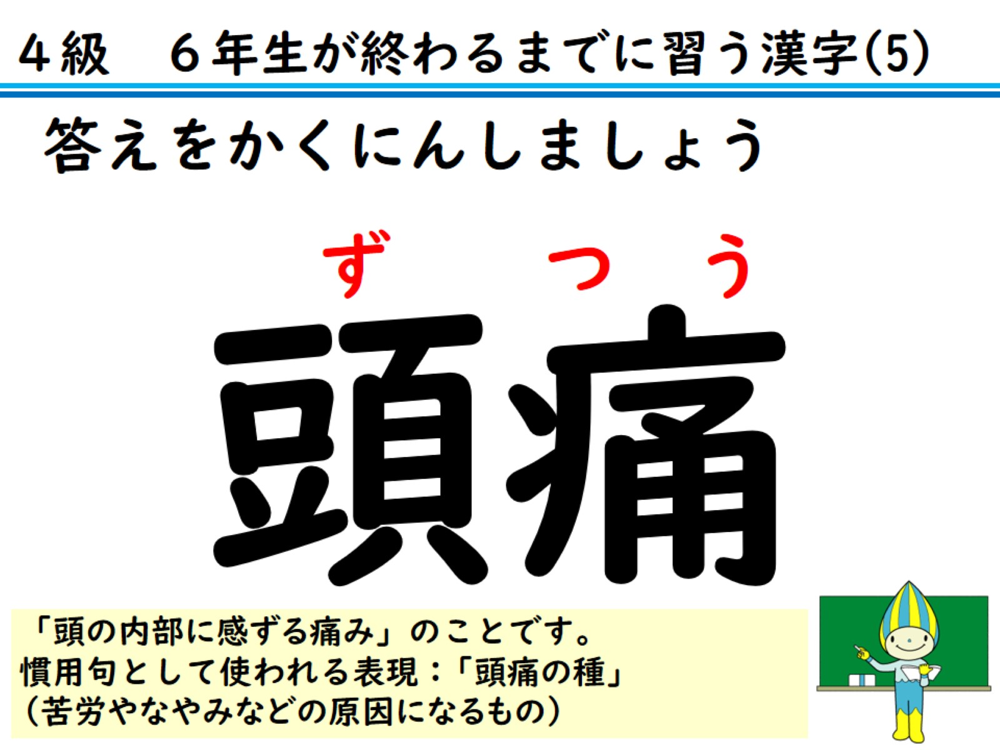 ４級　６年生が終わるまでに習う漢字(5)
答えをかくにんしましょう
ず　つう
頭痛
「頭の内部に感ずる痛み」のことです。
慣用句として使われる表現：「頭痛の種」
（苦労やなやみなどの原因になるもの）